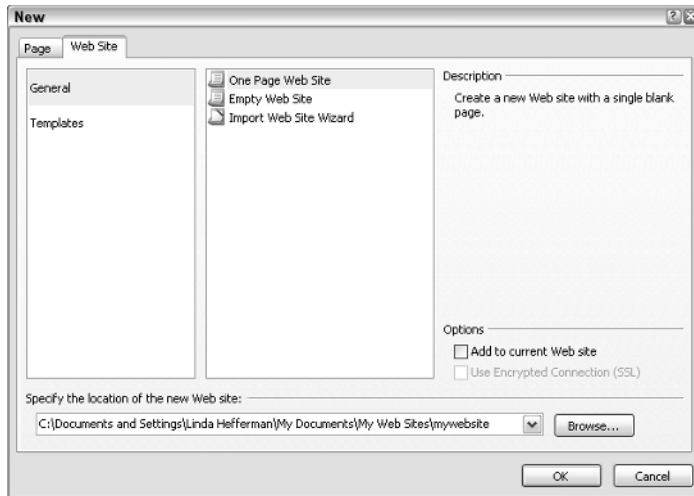 New
Page
Web Site
General
Templates
One Page Web Site
Empty Web Site
Import Web Site Wizard
Description
Create a new Web site with a single blank
page.
Options
Add to current Web site
Use Encrypted Connection (SSL)
Specify the location of the new Web site:
C:\Documents and Settings\Linda Hefferman\My Documents\My Web Sites\mywebsite
Browse...
OK
Cancel